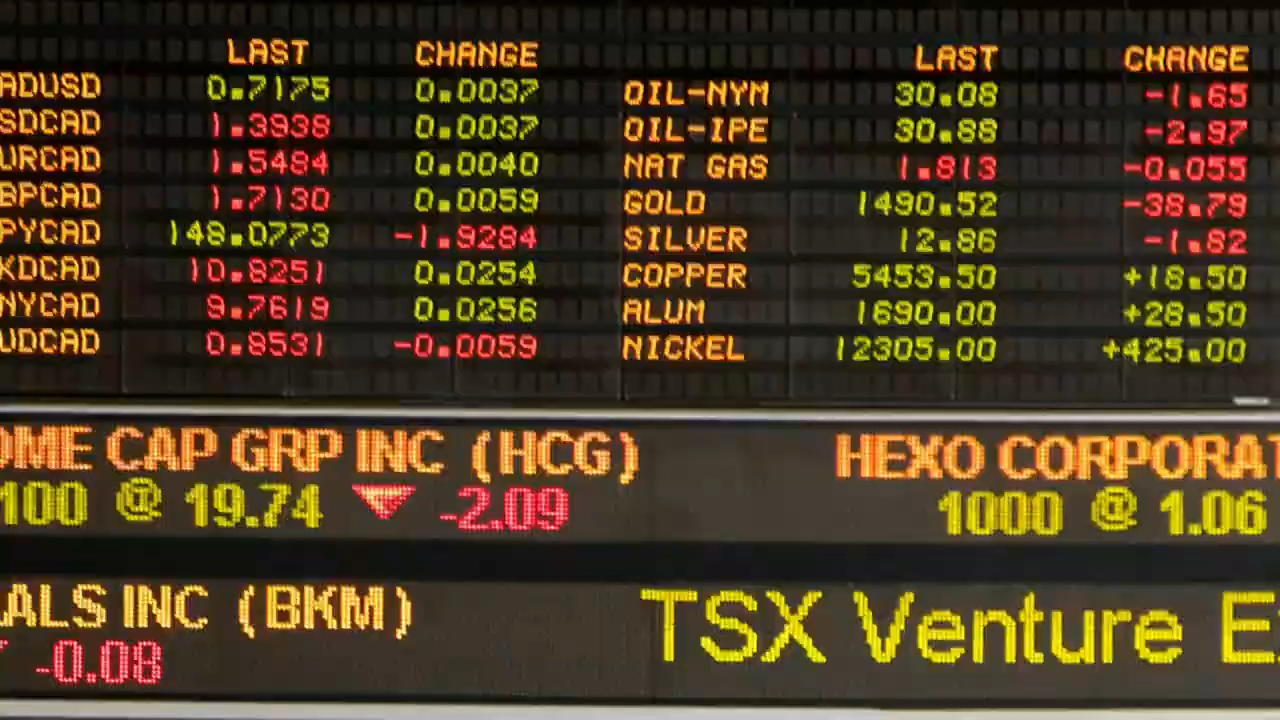 LAST CHANGE LAST CHANGE
ADUSD 0.7175 0.0037 OIL-NYM 30.08 -1.65
SDCAD 1.3938 0.0037 OIL-IPE 30.88 -2.97
URCAD 1.5484 0.0040 NAT GAS 1.813 -0.055
BPCAD 1.7130 0.0059 GOLD 1490.52 -38.79
PYCAD 148.0773 -1.9284 SILVER 12.86 -1.82
KDCAD 10.8251 0.0254 COPPER 5453.50 +18.50
NYCAD 9.7619 0.0256 ALUM 1690.00 +28.50
UDCAD 0.8531 -0.0059 NICKEL 12305.00 +425.00
OME CAP GRP INC (HCG) HEXO CORPORAT
100 @ 19.74 ▼ -2.09 1000 @ 1.06
ALS INC (BKM) TSX Venture E
-0.08